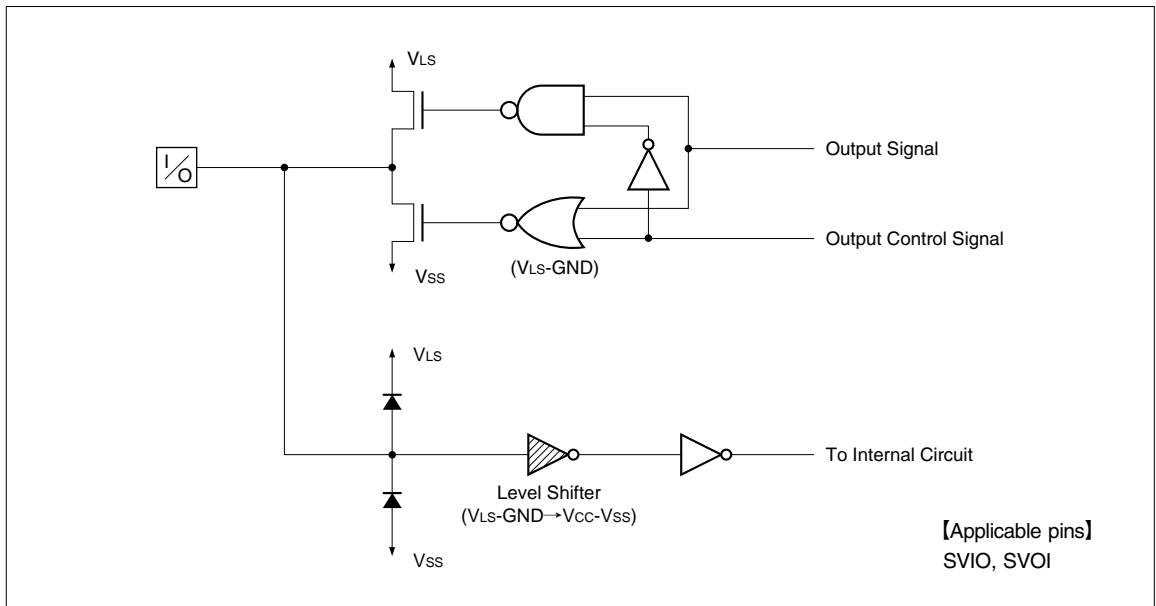 VLS
I/O
Output Signal
Output Control Signal
VSS
(VLS-GND)
VLS
To Internal Circuit
Level Shifter
(VLS-GND→VCC-VSS)
VSS
【Applicable pins】
SVIO, SVOI